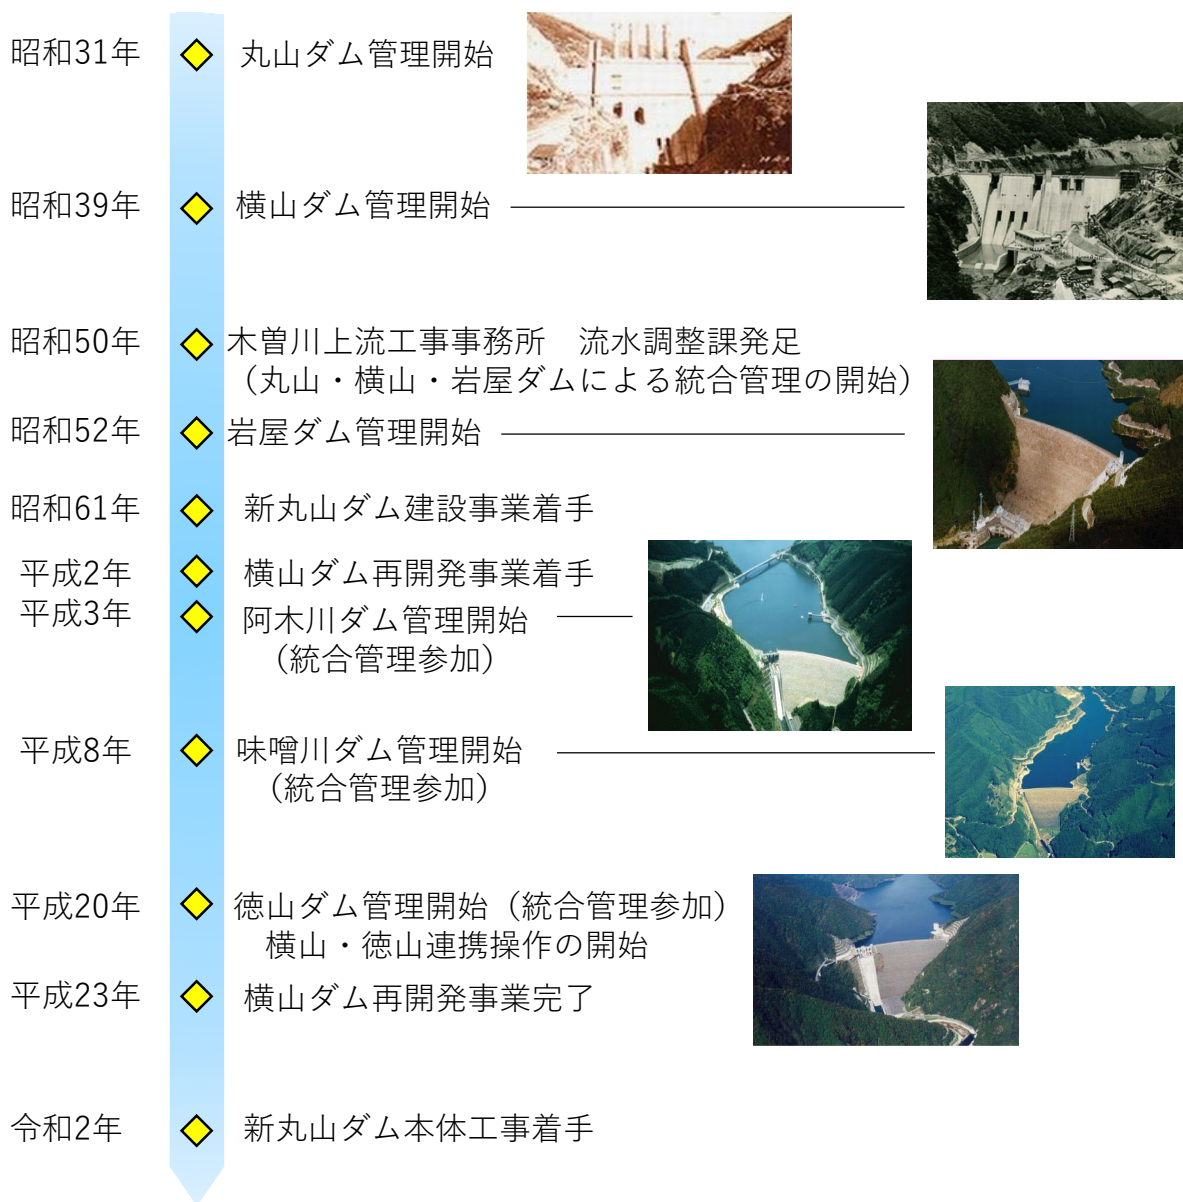 昭和31年
丸山ダム管理開始
昭和39年
横山ダム管理開始
昭和50年
木曽川上流工事事務所　流水調整課発足
（丸山・横山・岩屋ダムによる統合管理の開始）
昭和52年
岩屋ダム管理開始
昭和61年
新丸山ダム建設事業着手
平成2年
横山ダム再開発事業着手
平成3年
阿木川ダム管理開始
（統合管理参加）
平成8年
味噌川ダム管理開始
（統合管理参加）
平成20年
徳山ダム管理開始（統合管理参加）
横山・徳山連携操作の開始
平成23年
横山ダム再開発事業完了
令和2年
新丸山ダム本体工事着手